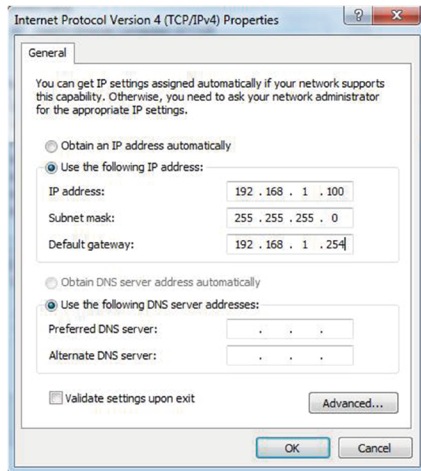 Internet Protocol Version 4 (TCP/IPv4) Properties
General
You can get IP settings assigned automatically if your network supports
this capability. Otherwise, you need to ask your network administrator
for the appropriate IP settings.
Obtain an IP address automatically
Use the following IP address:
IP address: 192 . 168 . 1 . 100
Subnet mask: 255 . 255 . 255 . 0
Default gateway: 192 . 168 . 1 . 254
Obtain DNS server address automatically
Use the following DNS server addresses:
Preferred DNS server: . . .
Alternate DNS server: . . .
Validate settings upon exit
Advanced...
OK Cancel